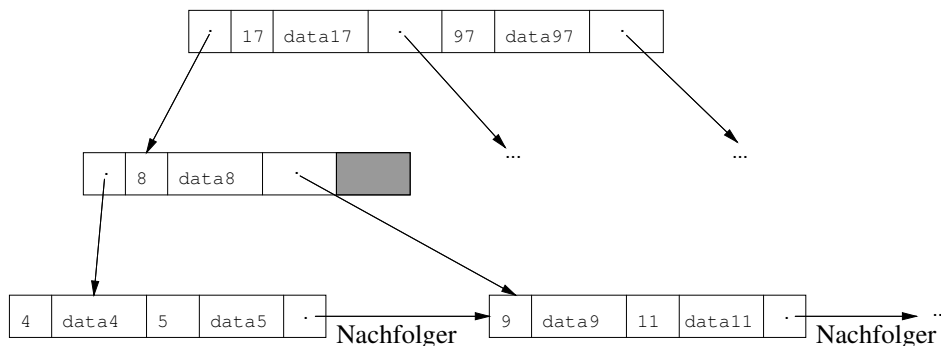 17 data17 97 data97
... ...
8 data8
4 data4 5 data5 9 data9 11 data11 ...
Nachfolger Nachfolger